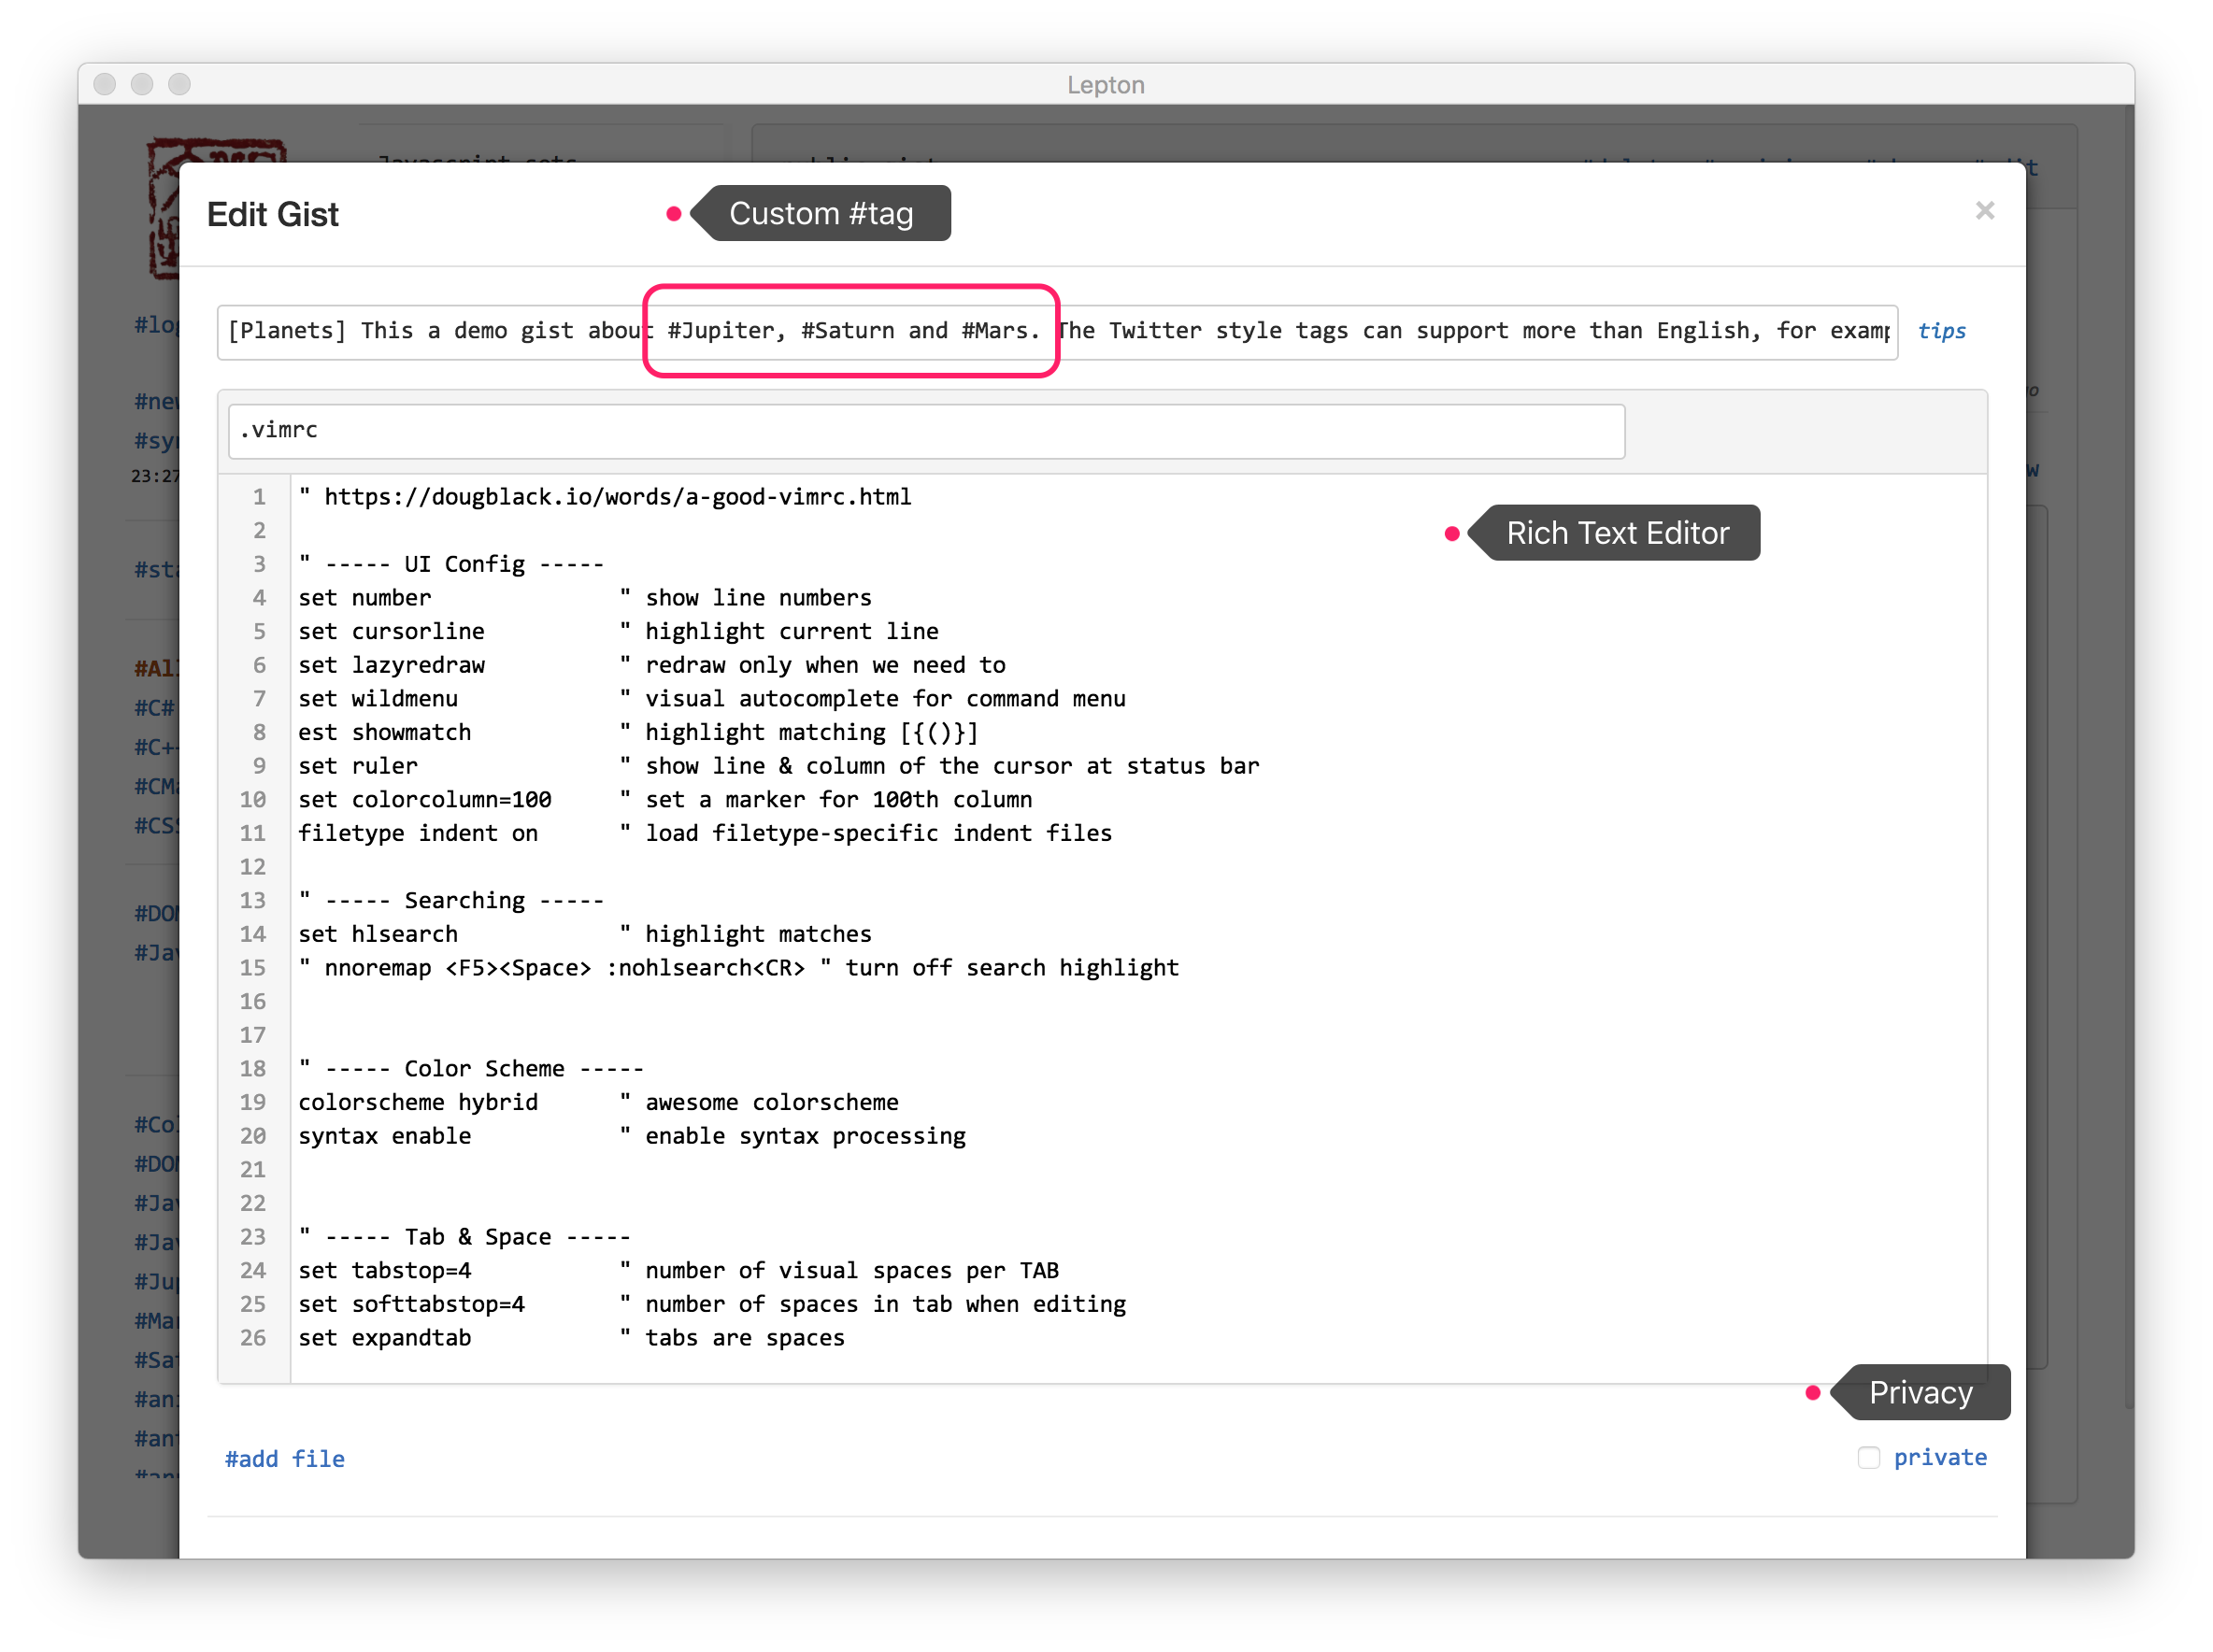 Lepton
Edit Gist
Custom #tag
×
[Planets] This a demo gist about #Jupiter, #Saturn and #Mars. The Twitter style tags can support more than English, for examp
tips
.vimrc
1 " https://dougblack.io/words/a-good-vimrc.html
2
3 " ----- UI Config -----
4 set number " show line numbers
5 set cursorline " highlight current line
6 set lazyredraw " redraw only when we need to
7 set wildmenu " visual autocomplete for command menu
8 est showmatch " highlight matching [{()}]
9 set ruler " show line & column of the cursor at status bar
10 set colorcolumn=100 " set a marker for 100th column
11 filetype indent on " load filetype-specific indent files
12
13 " ----- Searching -----
14 set hlsearch " highlight matches
15 " nnoremap <F5><Space> :nohlsearch<CR> " turn off search highlight
16
17
18 " ----- Color Scheme -----
19 colorscheme hybrid " awesome colorscheme
20 syntax enable " enable syntax processing
21
22
23 " ----- Tab & Space -----
24 set tabstop=4 " number of visual spaces per TAB
25 set softtabstop=4 " number of spaces in tab when editing
26 set expandtab " tabs are spaces
Rich Text Editor
Privacy
#add file
private
23:27
#C#